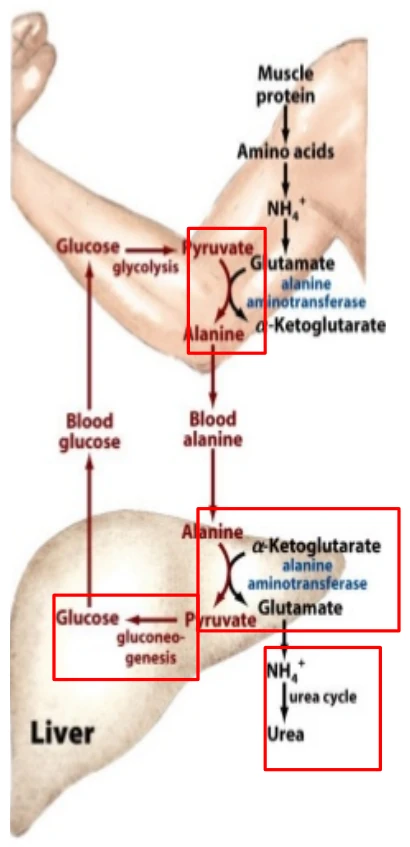 Muscle
protein
Amino acids
NH₄⁺
Glucose
glycolysis
Pyruvate
Glutamate
alanine
aminotransferase
α-Ketoglutarate
Alanine
Blood
glucose
Blood
alanine
Alanine
α-Ketoglutarate
alanine
aminotransferase
Glutamate
Glucose
gluconeo-
genesis
Pyruvate
NH₄⁺
urea cycle
Urea
Liver